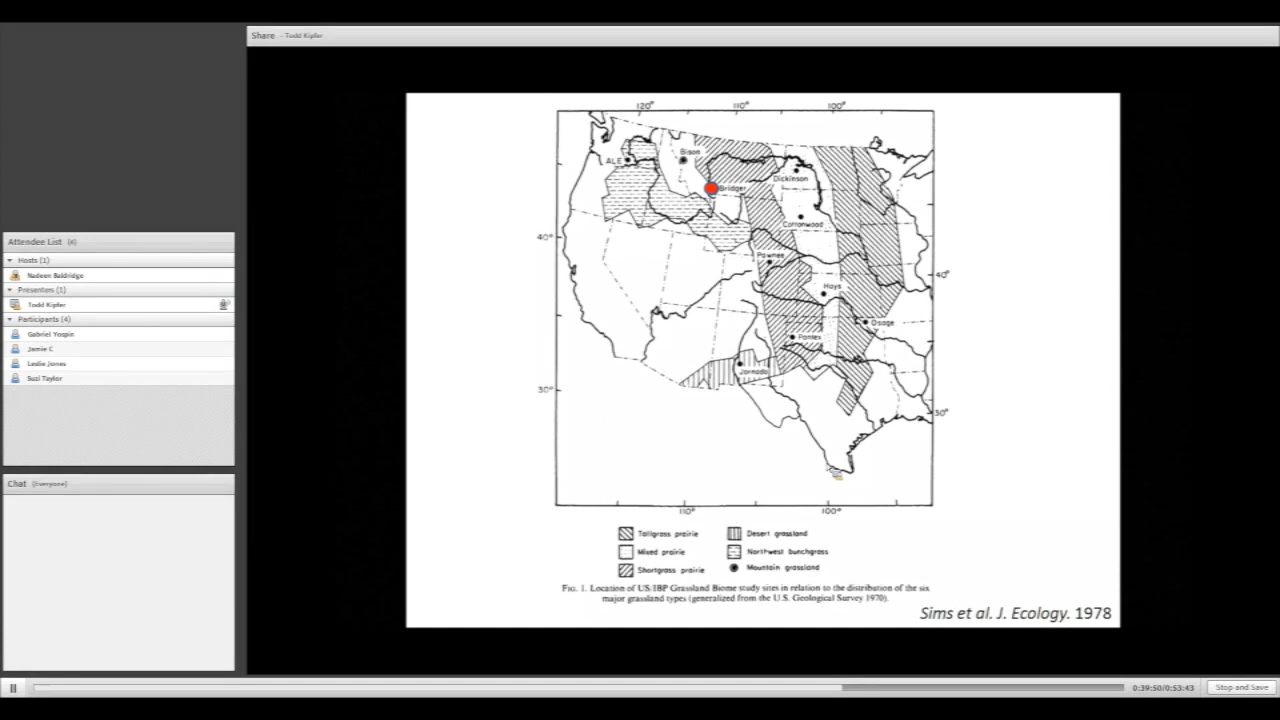 Share - Todd Kipfer
Attendee List (6)
Hosts (1)
Nadeen Baldridge
Presenters (1)
Todd Kipfer
Participants (4)
Gabriel Yospin
Jamie C
Leslie Jones
Suzi Taylor
Chat (Everyone)
120° 110° 100°
Bison
ALE
Dickinson
Bridger
Cottonwood
40°
Pawnee
40°
Hays
Osage
Pantex
Jornada
30°
30°
110° 100°
Tallgrass prairie Desert grassland
Mixed prairie Northwest bunchgrass
Shortgrass prairie Mountain grassland
FIG. 1. Location of US/IBP Grassland Biome study sites in relation to the distribution of the six
major grassland types (generalized from the U.S. Geological Survey 1970).
Sims et al. J. Ecology. 1978
0:39:50/0:53:43 Stop and Save